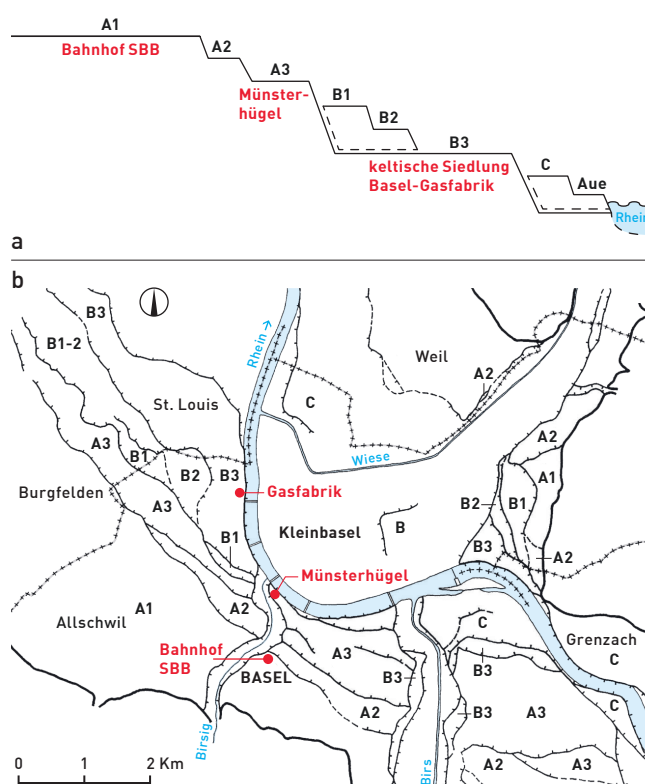 A1
Bahnhof SBB
A2
A3
Münster-
hügel
B1
B2
B3
keltische Siedlung
Basel-Gasfabrik
C
Aue
Rhein
a
b
B3
B1-2
Rhein →
Weil
A2
St. Louis
C
A2
A3
B1
Wiese
A1
Burgfelden
B2
B3
Gasfabrik
B2
B1
A3
Kleinbasel
B
B1
B3
A2
Münsterhügel
Allschwil
A1
A2
C
Grenzach
Bahnhof
SBB
A3
C
BASEL
B3
B3
C
A2
B3
A3
Birsig
Birs
A2
A3
0 1 2 Km